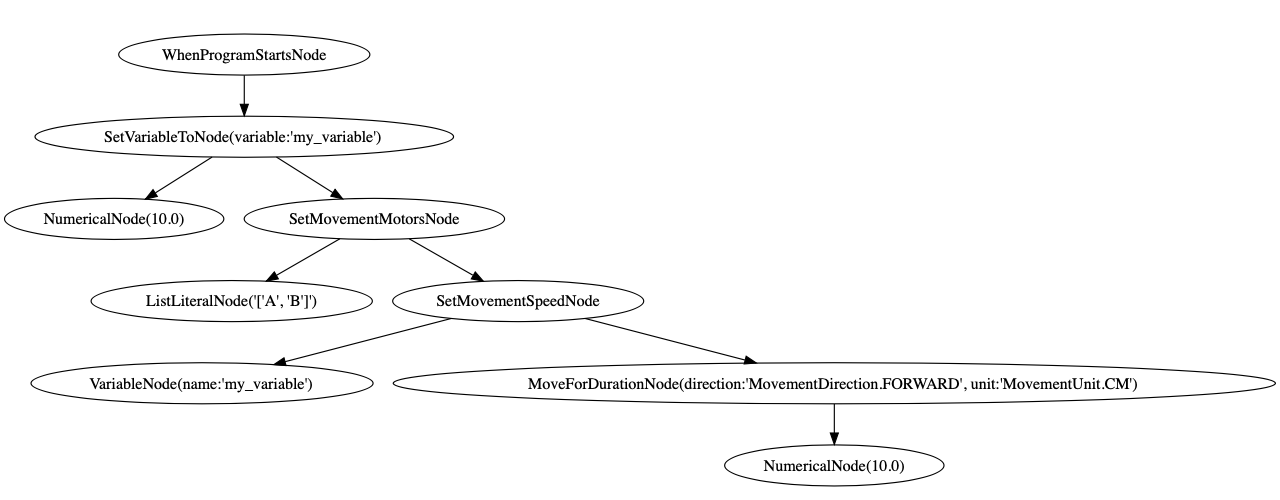 WhenProgramStartsNode
SetVariableToNode(variable:'my_variable')
NumericalNode(10.0)
SetMovementMotorsNode
ListLiteralNode('['A', 'B']')
SetMovementSpeedNode
VariableNode(name:'my_variable')
MoveForDurationNode(direction:'MovementDirection.FORWARD', unit:'MovementUnit.CM')
NumericalNode(10.0)